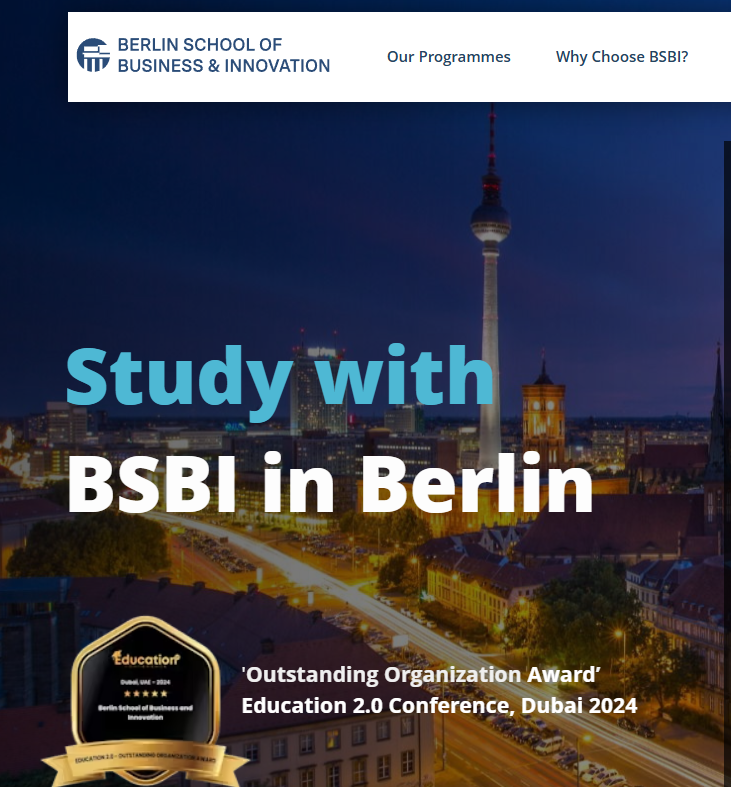 BERLIN SCHOOL OF
BUSINESS & INNOVATION
Our Programmes
Why Choose BSBI?
Study with
BSBI in Berlin
Education
Dubai, UAE - 2024
Berlin School of Business and
Innovation
EDUCATION 2.0 - OUTSTANDING ORGANIZATION AWARD
'Outstanding Organization Award’
Education 2.0 Conference, Dubai 2024